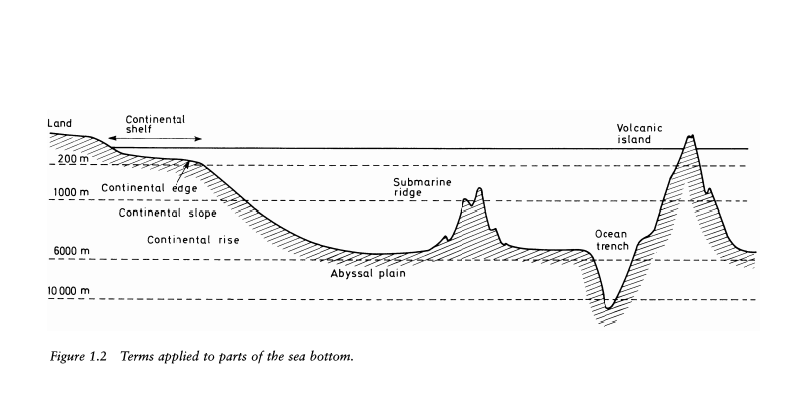 Land
Continental
shelf
Volcanic
island
200 m
Continental edge
Submarine
ridge
1000 m
Continental slope
Continental rise
Ocean
trench
6000 m
Abyssal plain
10 000 m
Figure 1.2 Terms applied to parts of the sea bottom.